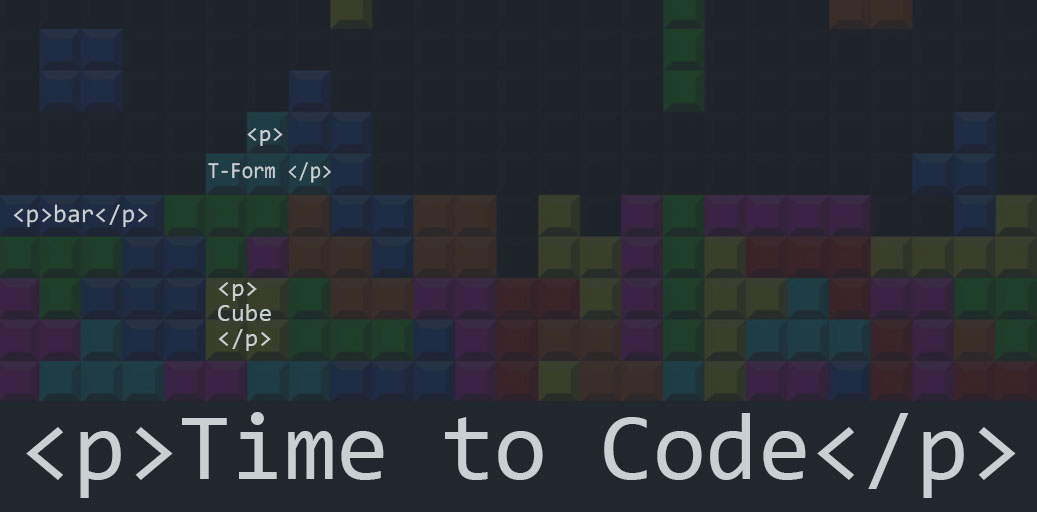 <p>
T-Form </p>
<p>bar</p>
<p>
Cube
</p>
<p>Time to Code</p>